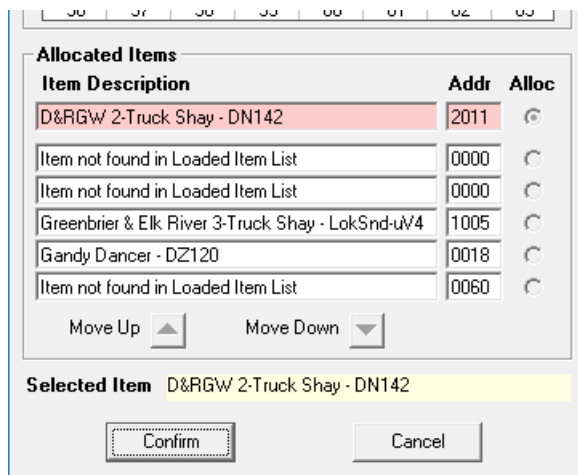 Allocated Items
Item Description Addr Alloc
D&RGW 2-Truck Shay - DN142 2011
Item not found in Loaded Item List 0000
Item not found in Loaded Item List 0000
Greenbrier & Elk River 3-Truck Shay - LokSnd-uV4 1005
Gandy Dancer - DZ120 0018
Item not found in Loaded Item List 0060
Move Up Move Down
Selected Item D&RGW 2-Truck Shay - DN142
Confirm Cancel